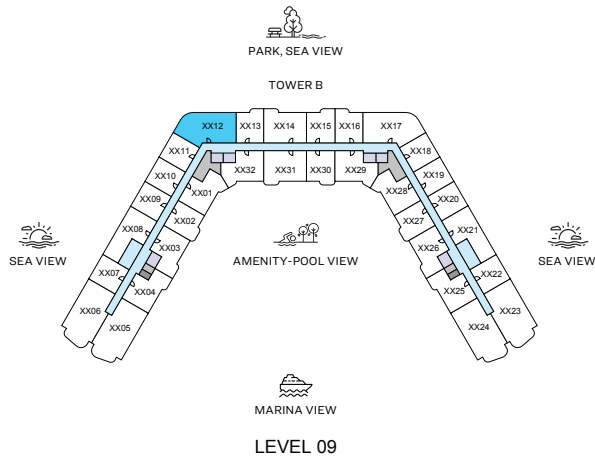 PARK, SEA VIEW
TOWER B
XX12
XX13
XX14
XX15
XX16
XX17
XX11
XX18
XX10
XX01
XX32
XX31
XX30
XX29
XX28
XX19
XX09
XX02
XX27
XX20
XX08
XX03
XX26
XX21
SEA VIEW
AMENITY-POOL VIEW
SEA VIEW
XX07
XX04
XX25
XX22
XX06
XX05
XX24
XX23
MARINA VIEW
LEVEL 09